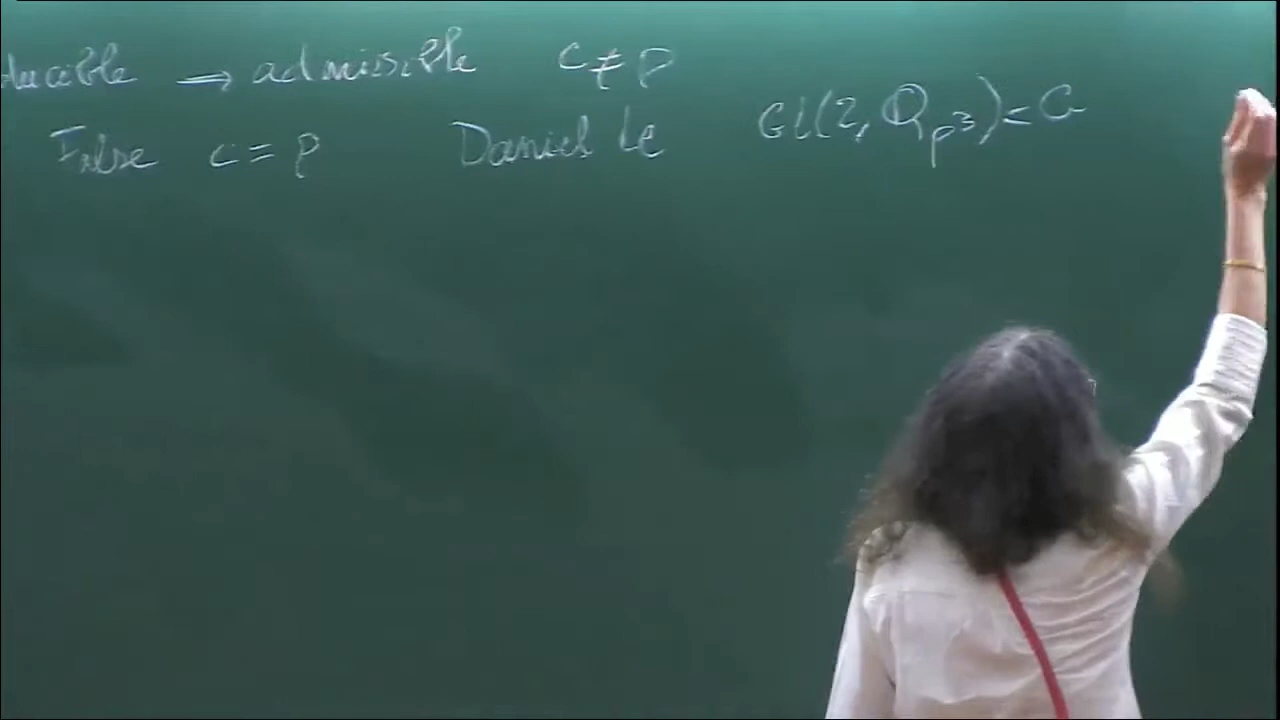 ducible → admissible c ≠ p
False c = p Daniel Le GL(2, Q_{p^3}) = G